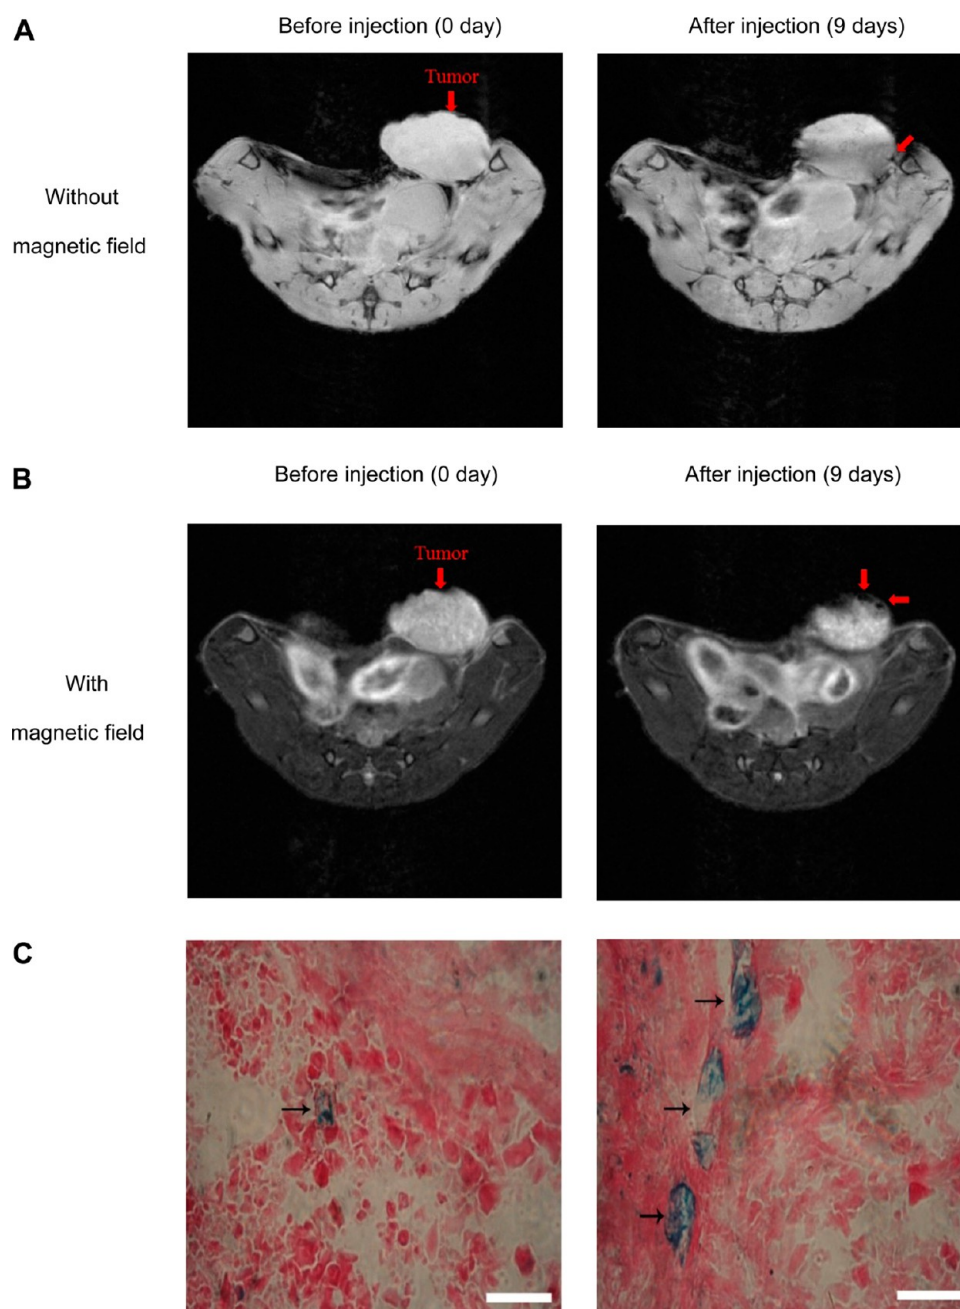 A
Before injection (0 day)
After injection (9 days)
Tumor
Without
magnetic field
B
Before injection (0 day)
After injection (9 days)
Tumor
With
magnetic field
C